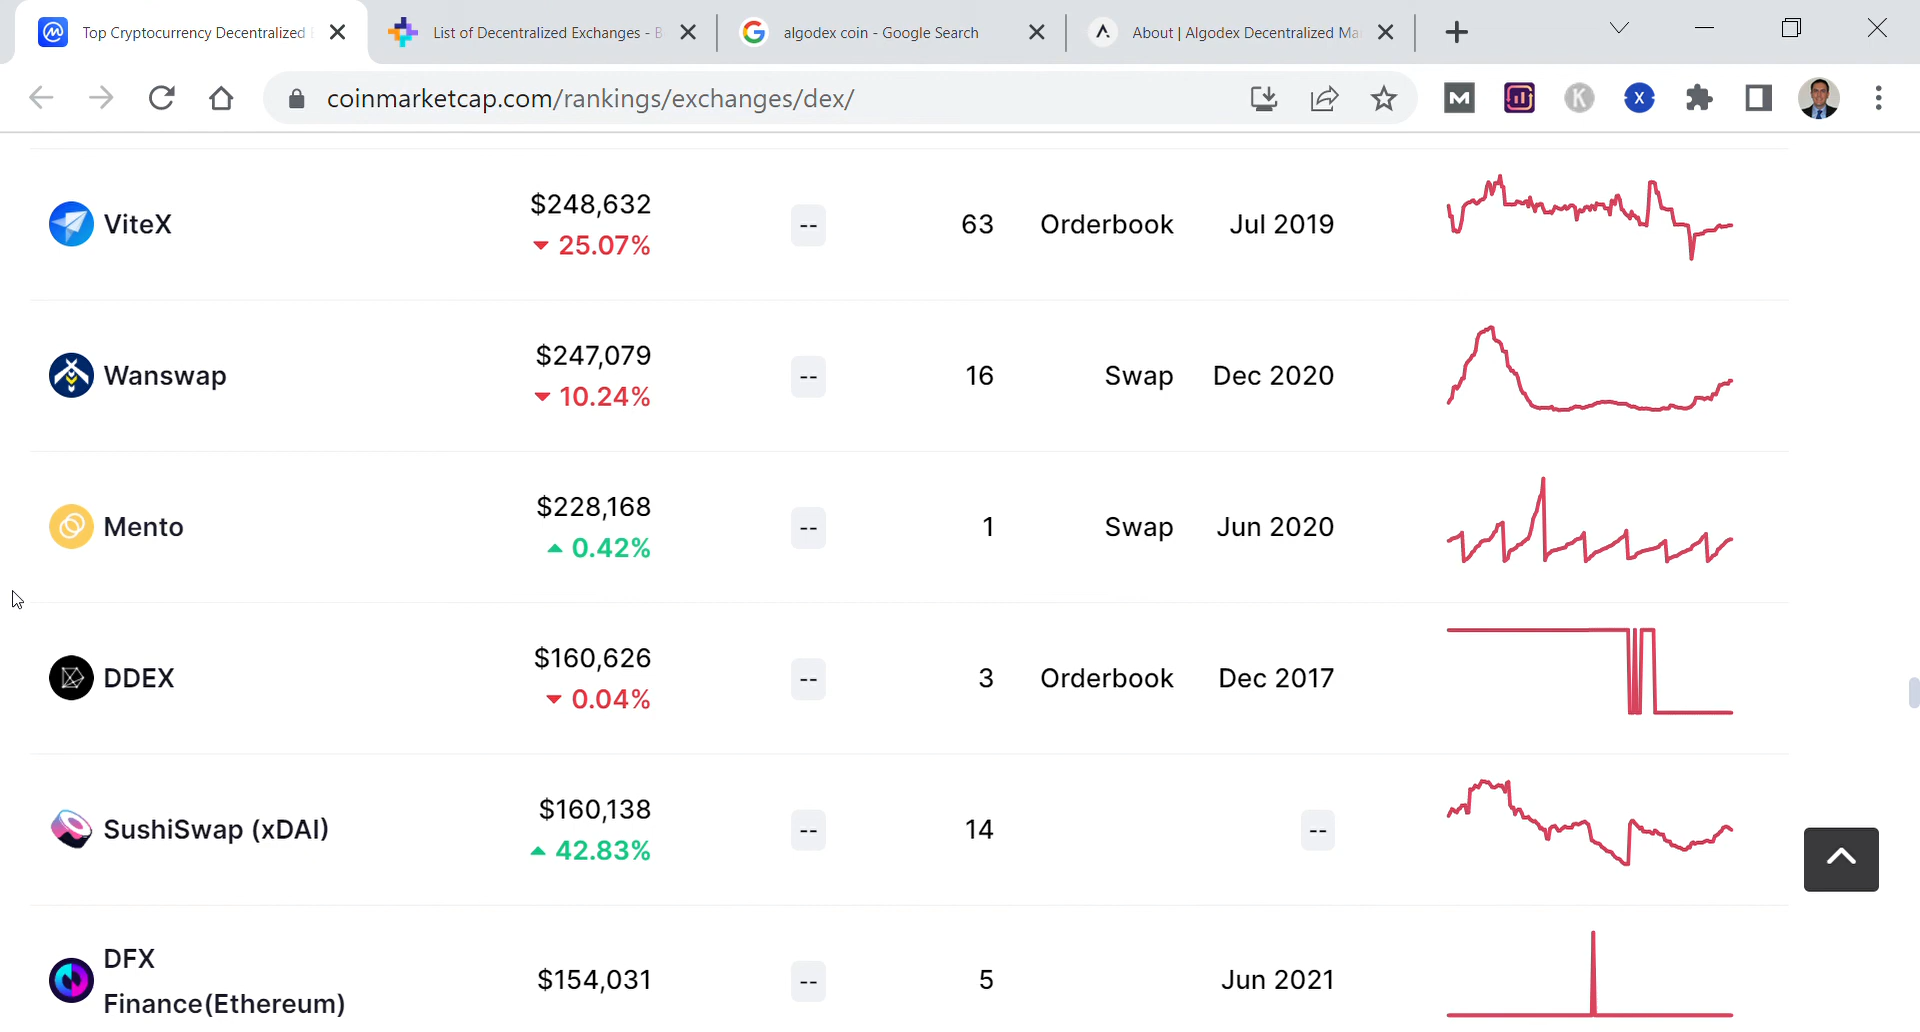 Top Cryptocurrency Decentralized
List of Decentralized Exchanges - B
algodex coin - Google Search
About | Algodex Decentralized Ma
coinmarketcap.com/rankings/exchanges/dex/
ViteX $248,632 -- 63 Orderbook Jul 2019
25.07%
Wanswap $247,079 -- 16 Swap Dec 2020
10.24%
Mento $228,168 -- 1 Swap Jun 2020
0.42%
DDEX $160,626 -- 3 Orderbook Dec 2017
0.04%
SushiSwap (xDAI) $160,138 -- 14 --
42.83%
DFX
Finance(Ethereum) $154,031 -- 5 Jun 2021